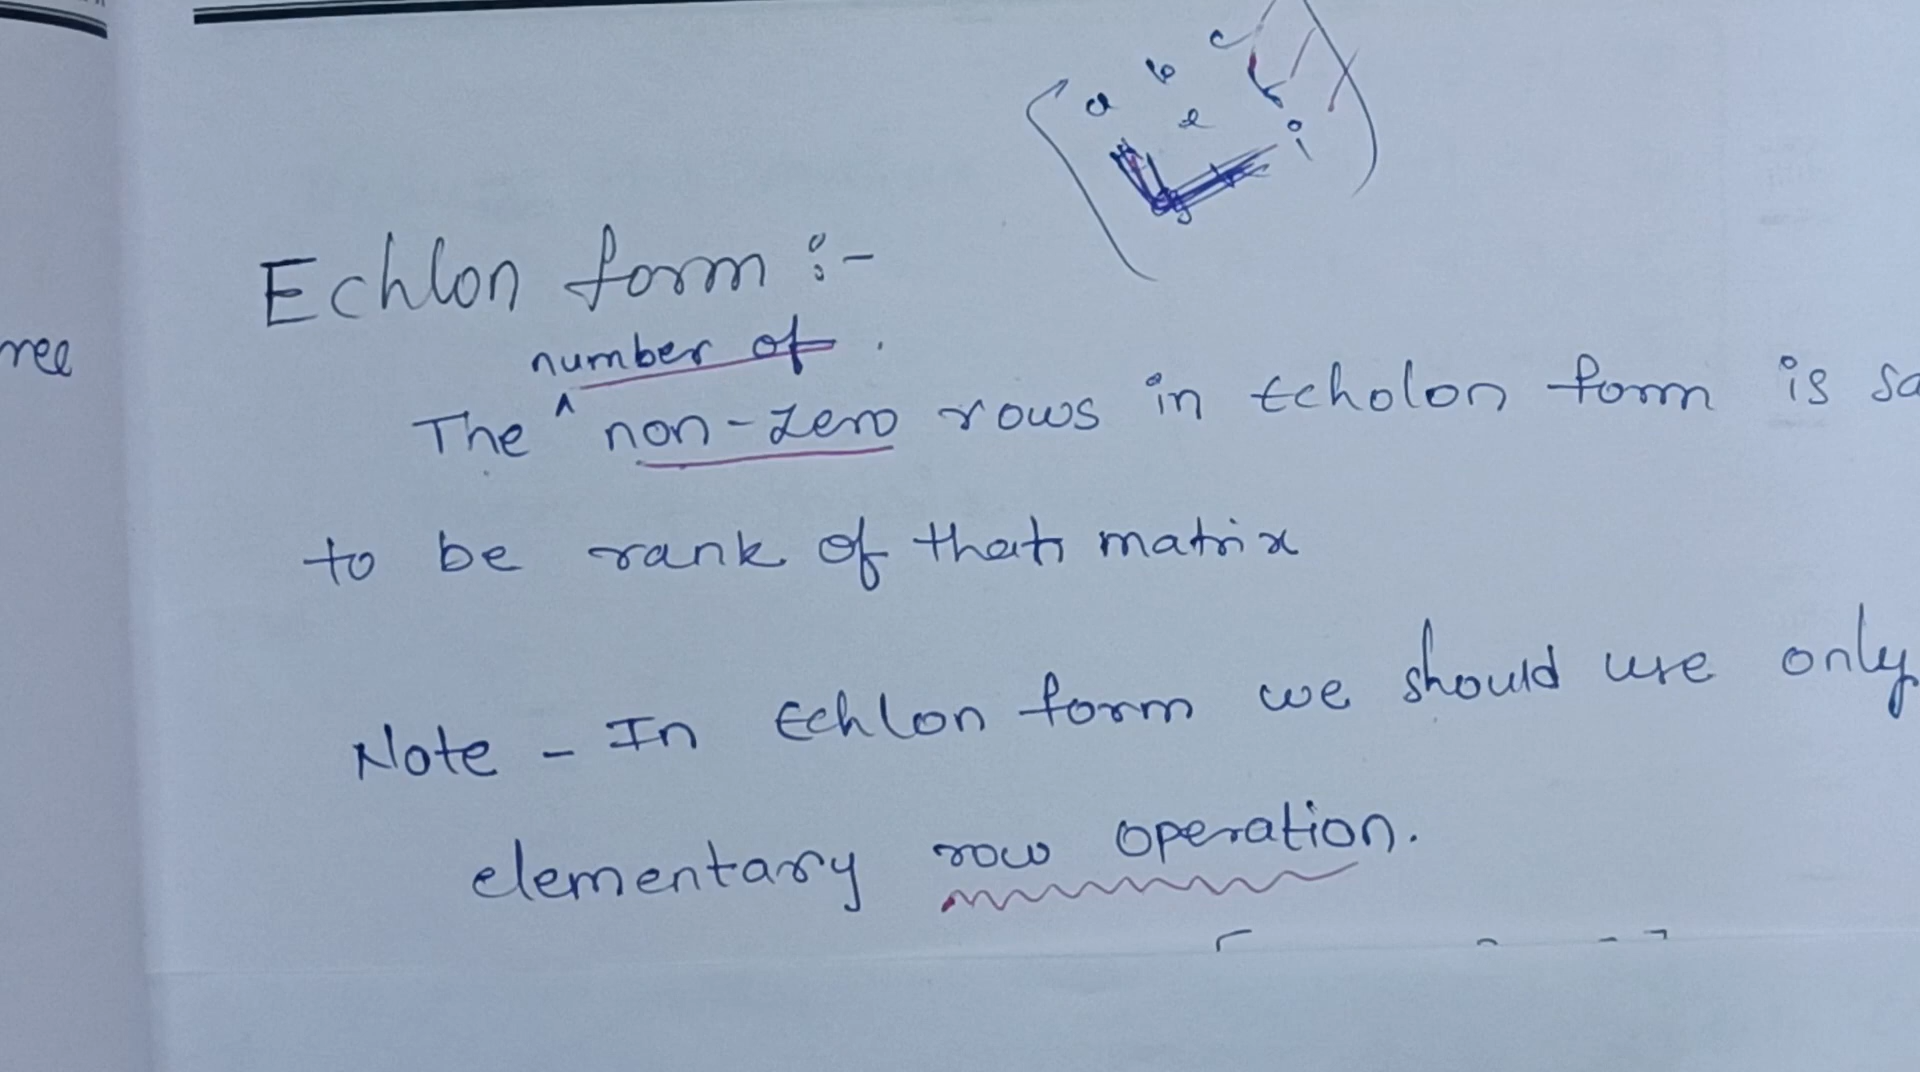 a b c
e
i
Echlon form :-
number of
ree
The ^ non-zero rows in Echolon form is sa
to be rank of that matrix
Note - In Echlon form we should use only
elementary row operation.